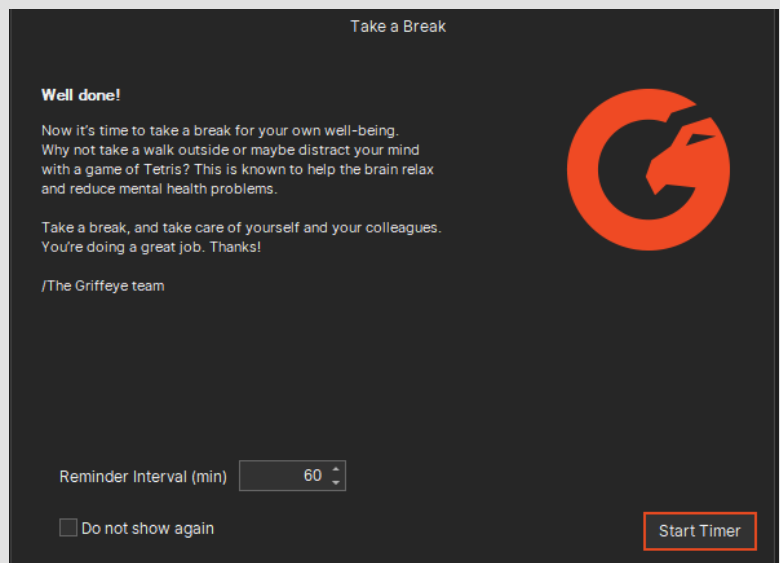 Take a Break
Well done!
Now it's time to take a break for your own well-being.
Why not take a walk outside or maybe distract your mind
with a game of Tetris? This is known to help the brain relax
and reduce mental health problems.
Take a break, and take care of yourself and your colleagues.
You're doing a great job. Thanks!
/The Griffeye team
Reminder Interval (min) 60
Do not show again
Start Timer